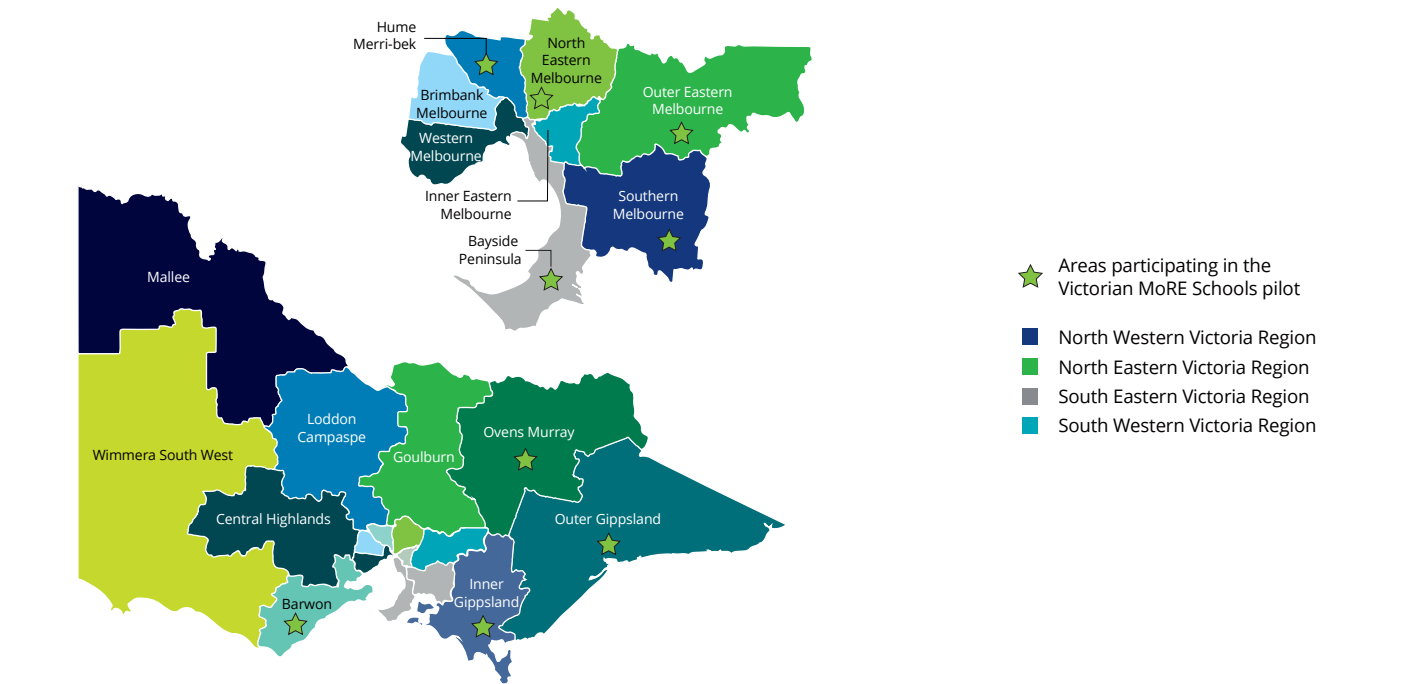 Hume
Merri-bek
North
Eastern
Melbourne
Outer Eastern
Melbourne
Brimbank
Melbourne
Western
Melbourne
Inner Eastern
Melbourne
Southern
Melbourne
Bayside
Peninsula
Mallee
Loddon
Campaspe
Wimmera South West
Goulburn
Ovens Murray
Central Highlands
Outer Gippsland
Inner
Gippsland
Barwon
Areas participating in the
Victorian MoRE Schools pilot
North Western Victoria Region
North Eastern Victoria Region
South Eastern Victoria Region
South Western Victoria Region